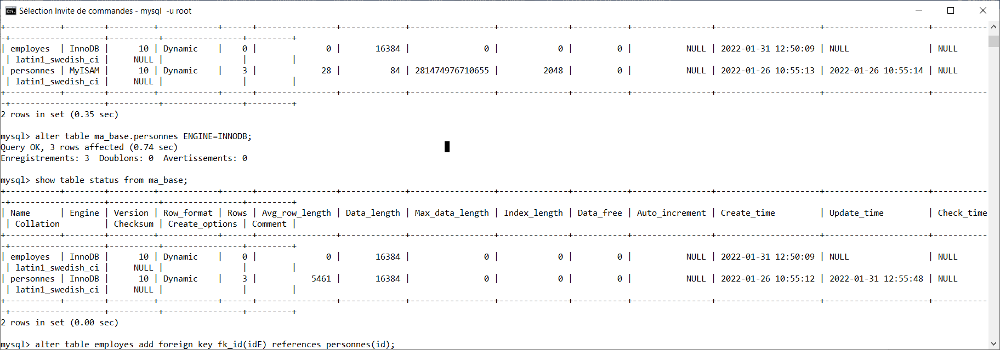 Sélection Invite de commandes - mysql  -u root
+-----------+--------+---------+------------+------+----------------+-------------+-----------------+--------------+-----------+----------------+---------------------+---------------------+-----------
-+-------------------+----------+----------------+---------+
| employes  | InnoDB |      10 | Dynamic    |    0 |              0 |       16384 |               0 |            0 |         0 |           NULL | 2022-01-31 12:50:09 | NULL                | NULL
 | latin1_swedish_ci |     NULL |                |         |
| personnes | MyISAM |      10 | Dynamic    |    3 |             28 |          84 | 281474976710655 |         2048 |         0 |           NULL | 2022-01-26 10:55:13 | 2022-01-26 10:55:14 | NULL
 | latin1_swedish_ci |     NULL |                |         |
+-----------+--------+---------+------------+------+----------------+-------------+-----------------+--------------+-----------+----------------+---------------------+---------------------+-----------
-+-------------------+----------+----------------+---------+
2 rows in set (0.35 sec)
mysql> alter table ma_base.personnes ENGINE=INNODB;
Query OK, 3 rows affected (0.74 sec)
Enregistrements: 3  Doublons: 0  Avertissements: 0
mysql> show table status from ma_base;
+-----------+--------+---------+------------+------+----------------+-------------+-----------------+--------------+-----------+----------------+---------------------+---------------------+-----------
-+-------------------+----------+----------------+---------+
| Name      | Engine | Version | Row_format | Rows | Avg_row_length | Data_length | Max_data_length | Index_length | Data_free | Auto_increment | Create_time         | Update_time         | Check_time
 | Collation         | Checksum | Create_options | Comment |
+-----------+--------+---------+------------+------+----------------+-------------+-----------------+--------------+-----------+----------------+---------------------+---------------------+-----------
-+-------------------+----------+----------------+---------+
| employes  | InnoDB |      10 | Dynamic    |    0 |              0 |       16384 |               0 |            0 |         0 |           NULL | 2022-01-31 12:50:09 | NULL                | NULL
 | latin1_swedish_ci |     NULL |                |         |
| personnes | InnoDB |      10 | Dynamic    |    3 |           5461 |       16384 |               0 |            0 |         0 |           NULL | 2022-01-26 10:55:12 | 2022-01-31 12:55:48 | NULL
 | latin1_swedish_ci |     NULL |                |         |
+-----------+--------+---------+------------+------+----------------+-------------+-----------------+--------------+-----------+----------------+---------------------+---------------------+-----------
-+-------------------+----------+----------------+---------+
2 rows in set (0.00 sec)
mysql> alter table employes add foreign key fk_id(idE) references personnes(id);